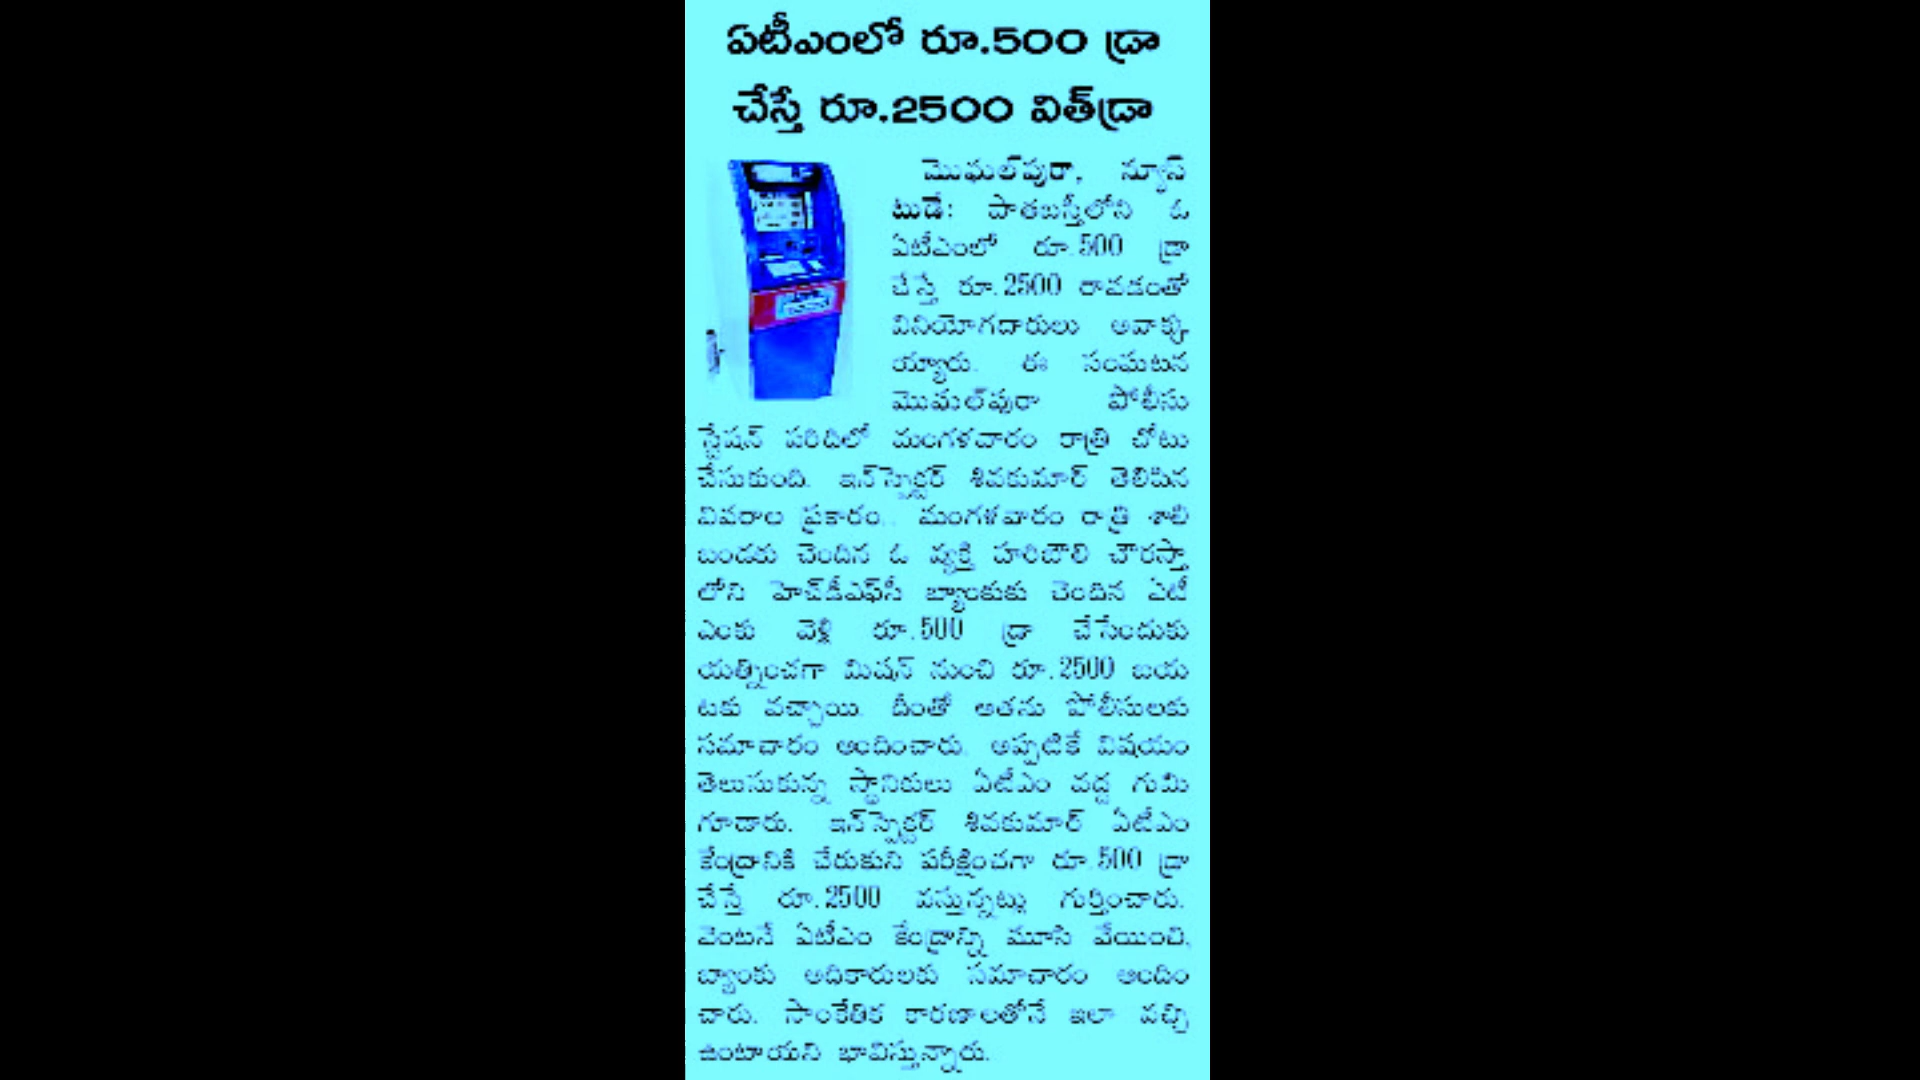 ఏటీఎంలో రూ.500 డ్రా
చేస్తే రూ.2500 విత్‌డ్రా
మొఘల్‌పురా, న్యూస్
టుడే: పాతబస్తీలోని ఓ
ఏటీఎంలో రూ.500 డ్రా
చేస్తే రూ.2500 రావడంతో
వినియోగదారులు అవాక్క
య్యారు. ఈ సంఘటన
మొఘల్‌పురా పోలీసు
స్టేషన్ పరిధిలో మంగళవారం రాత్రి చోటు
చేసుకుంది. ఇన్‌స్పెక్టర్ శివకుమార్ తెలిపిన
వివరాల ప్రకారం.. మంగళవారం రాత్రి శాలి
బండకు చెందిన ఓ వ్యక్తి హరిబౌలి చౌరస్తా
లోని హెచ్‌డీఎఫ్‌సీ బ్యాంకుకు చెందిన ఏటీ
ఎంకు వెళ్లి రూ.500 డ్రా చేసేందుకు
యత్నించగా మిషన్ నుంచి రూ.2500 బయ
టకు వచ్చాయి. దీంతో అతను పోలీసులకు
సమాచారం అందించారు. అప్పటికే విషయం
తెలుసుకున్న స్థానికులు ఏటీఎం వద్ద గుమి
గూడారు. ఇన్‌స్పెక్టర్ శివకుమార్ ఏటీఎం
కేంద్రానికి చేరుకుని పరీక్షించగా రూ.500 డ్రా
చేస్తే రూ.2500 వస్తున్నట్లు గుర్తించారు.
వెంటనే ఏటీఎం కేంద్రాన్ని మూసి వేయించి,
బ్యాంకు అధికారులకు సమాచారం అందిం
చారు. సాంకేతిక కారణాలతోనే ఇలా వచ్చి
ఉంటాయని భావిస్తున్నారు.